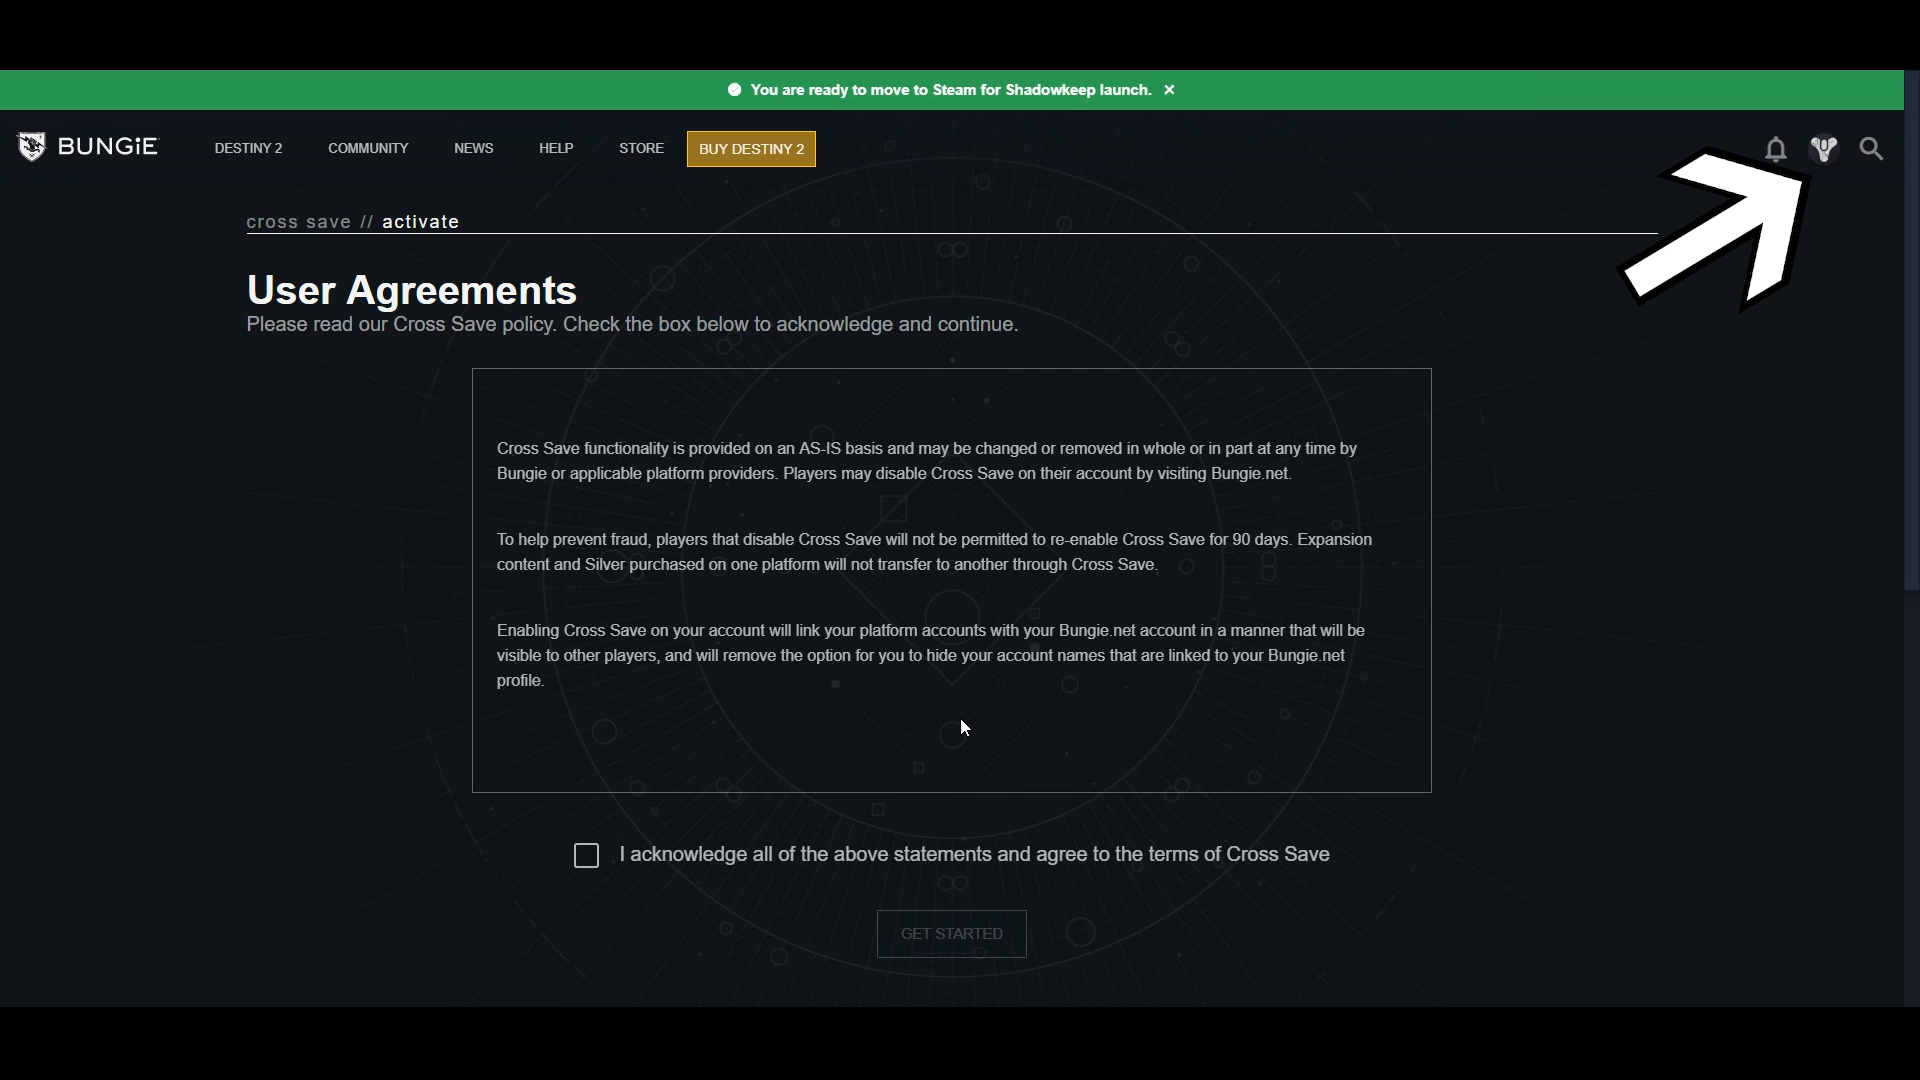 You are ready to move to Steam for Shadowkeep launch.
BUNGiE DESTINY 2 COMMUNITY NEWS HELP STORE BUY DESTINY 2
cross save // activate
User Agreements
Please read our Cross Save policy. Check the box below to acknowledge and continue.
Cross Save functionality is provided on an AS-IS basis and may be changed or removed in whole or in part at any time by
Bungie or applicable platform providers. Players may disable Cross Save on their account by visiting Bungie.net.
To help prevent fraud, players that disable Cross Save will not be permitted to re-enable Cross Save for 90 days. Expansion
content and Silver purchased on one platform will not transfer to another through Cross Save.
Enabling Cross Save on your account will link your platform accounts with your Bungie.net account in a manner that will be
visible to other players, and will remove the option for you to hide your account names that are linked to your Bungie.net
profile.
I acknowledge all of the above statements and agree to the terms of Cross Save
GET STARTED